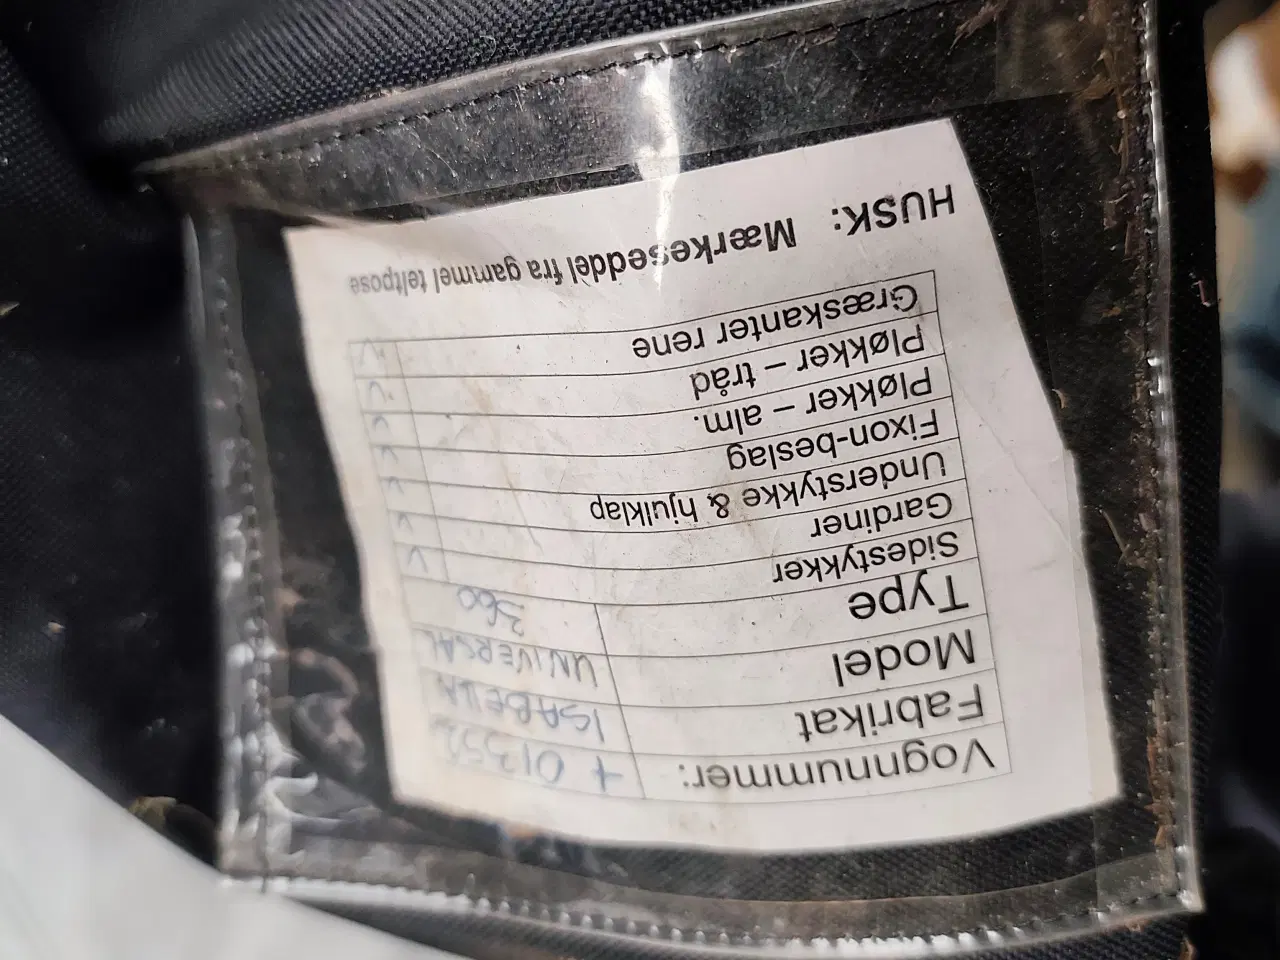 Vognnummer: + 01352
Fabrikat ISABELLA
Model UNIVERSAL
Type 360
Sidestykker V
Gardiner V
Understykke & hjulklap V
Fixon-beslag V
Pløkker – alm. V
Pløkker – tråd V
Græskanter rene V
HUSK: Mærkeseddel fra gammel teltpose